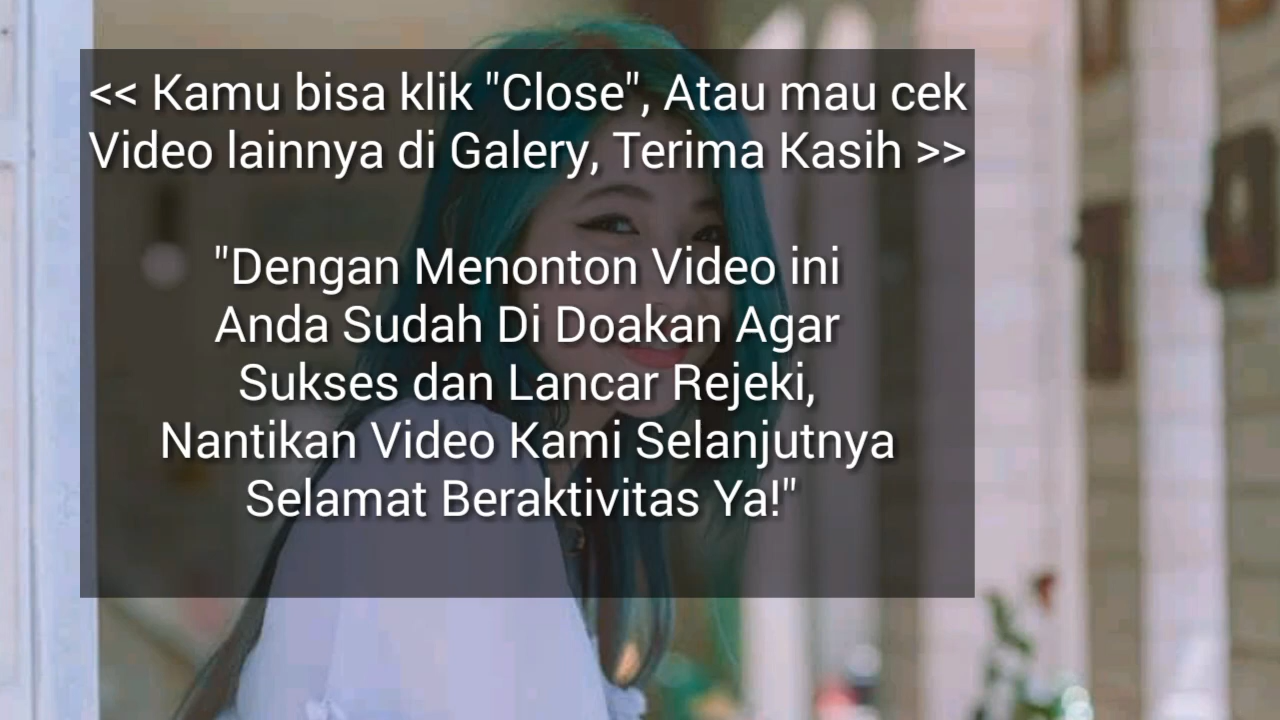 << Kamu bisa klik "Close", Atau mau cek
Video lainnya di Galery, Terima Kasih >>
"Dengan Menonton Video ini
Anda Sudah Di Doakan Agar
Sukses dan Lancar Rejeki,
Nantikan Video Kami Selanjutnya
Selamat Beraktivitas Ya!"